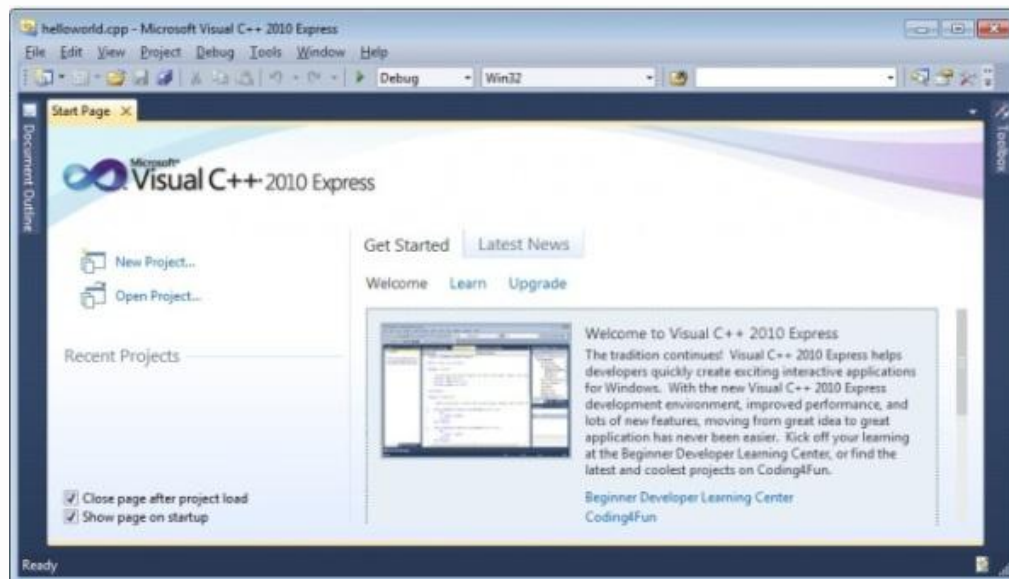 helloworld.cpp - Microsoft Visual C++ 2010 Express
File Edit View Project Debug Tools Window Help
Debug Win32
Document Outline
Start Page
Toolbox
Microsoft
Visual C++ 2010 Express
New Project...
Open Project...
Recent Projects
Close page after project load
Show page on startup
Get Started Latest News
Welcome Learn Upgrade
Welcome to Visual C++ 2010 Express
The tradition continues! Visual C++ 2010 Express helps
developers quickly create exciting interactive applications
for Windows. With the new Visual C++ 2010 Express
development environment, improved performance, and
lots of new features, moving from great idea to great
application has never been easier. Kick off your learning
at the Beginner Developer Learning Center, or find the
latest and coolest projects on Coding4Fun.
Beginner Developer Learning Center
Coding4Fun
Ready